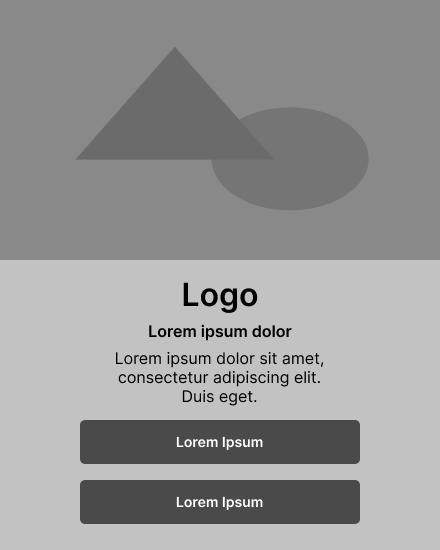 Logo
Lorem ipsum dolor
Lorem ipsum dolor sit amet,
consectetur adipiscing elit.
Duis eget.
Lorem Ipsum
Lorem Ipsum